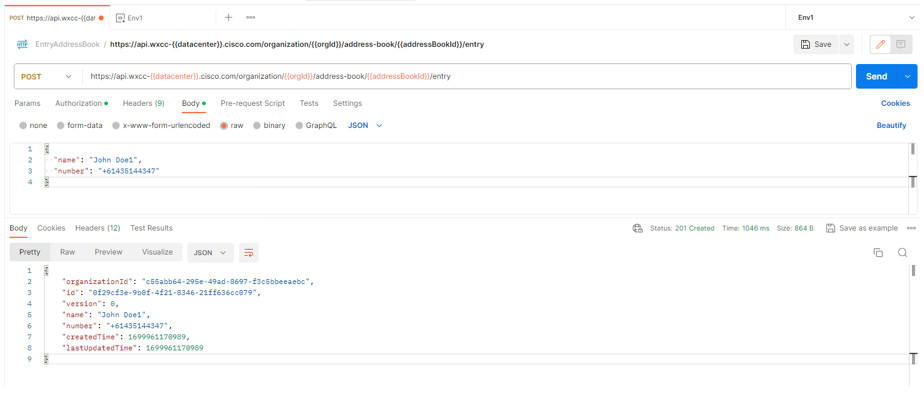 POST https://api.wxcc-{{dat
Env1
Env1
HTTP EntryAddressBook / https://api.wxcc-{{datacenter}}.cisco.com/organization/{{orgId}}/address-book/{{addressBookId}}/entry
Save
POST https://api.wxcc-{{datacenter}}.cisco.com/organization/{{orgId}}/address-book/{{addressBookId}}/entry
Send
Params Authorization Headers (9) Body Pre-request Script Tests Settings
Cookies
none form-data x-www-form-urlencoded raw binary GraphQL JSON
Beautify
1 {
2 "name": "John Doe1",
3 "number": "+61435144347"
4 }
Body Cookies Headers (12) Test Results
Status: 201 Created Time: 1046 ms Size: 864 B Save as example
Pretty Raw Preview Visualize JSON
1 {
2 "organizationId": "c55abb64-295e-49ad-8697-f3c5bbeeaebc",
3 "id": "0f29cf3e-9b0f-4f21-8346-21ff636cc079",
4 "version": 0,
5 "name": "John Doe1",
6 "number": "+61435144347",
7 "createdTime": 1699961170989,
8 "lastUpdatedTime": 1699961170989
9 }